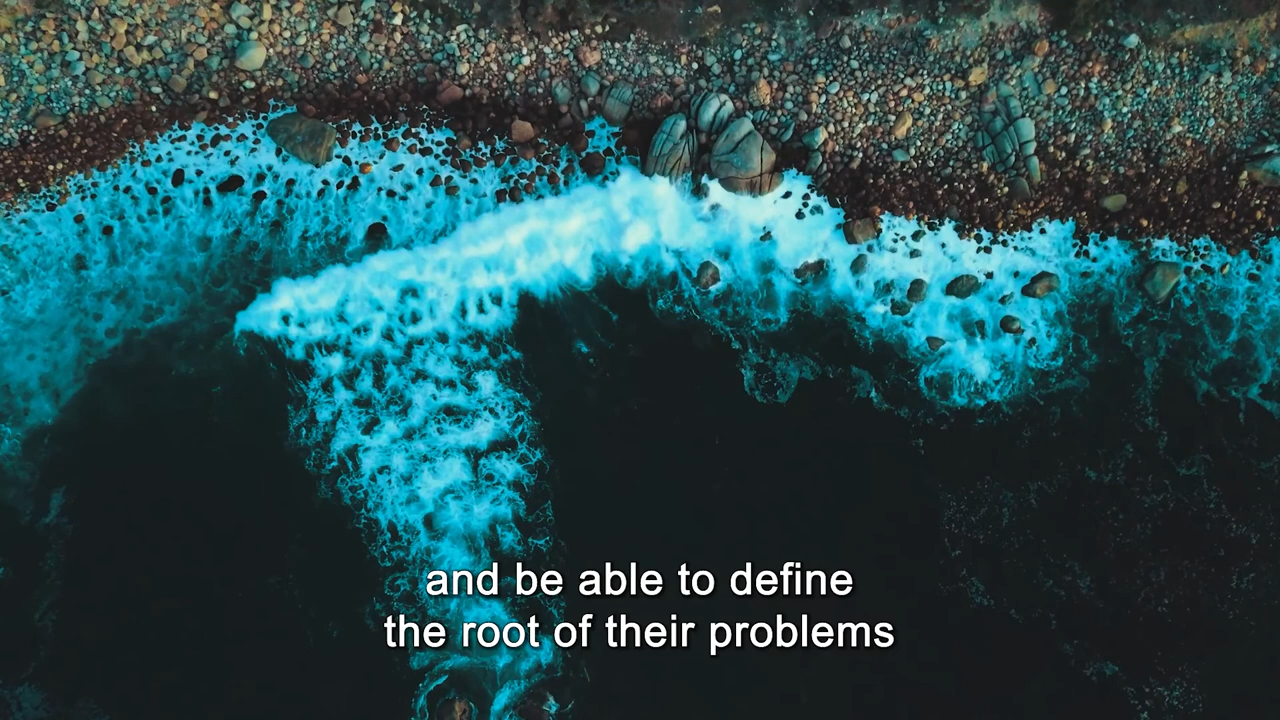 and be able to define
the root of their problems